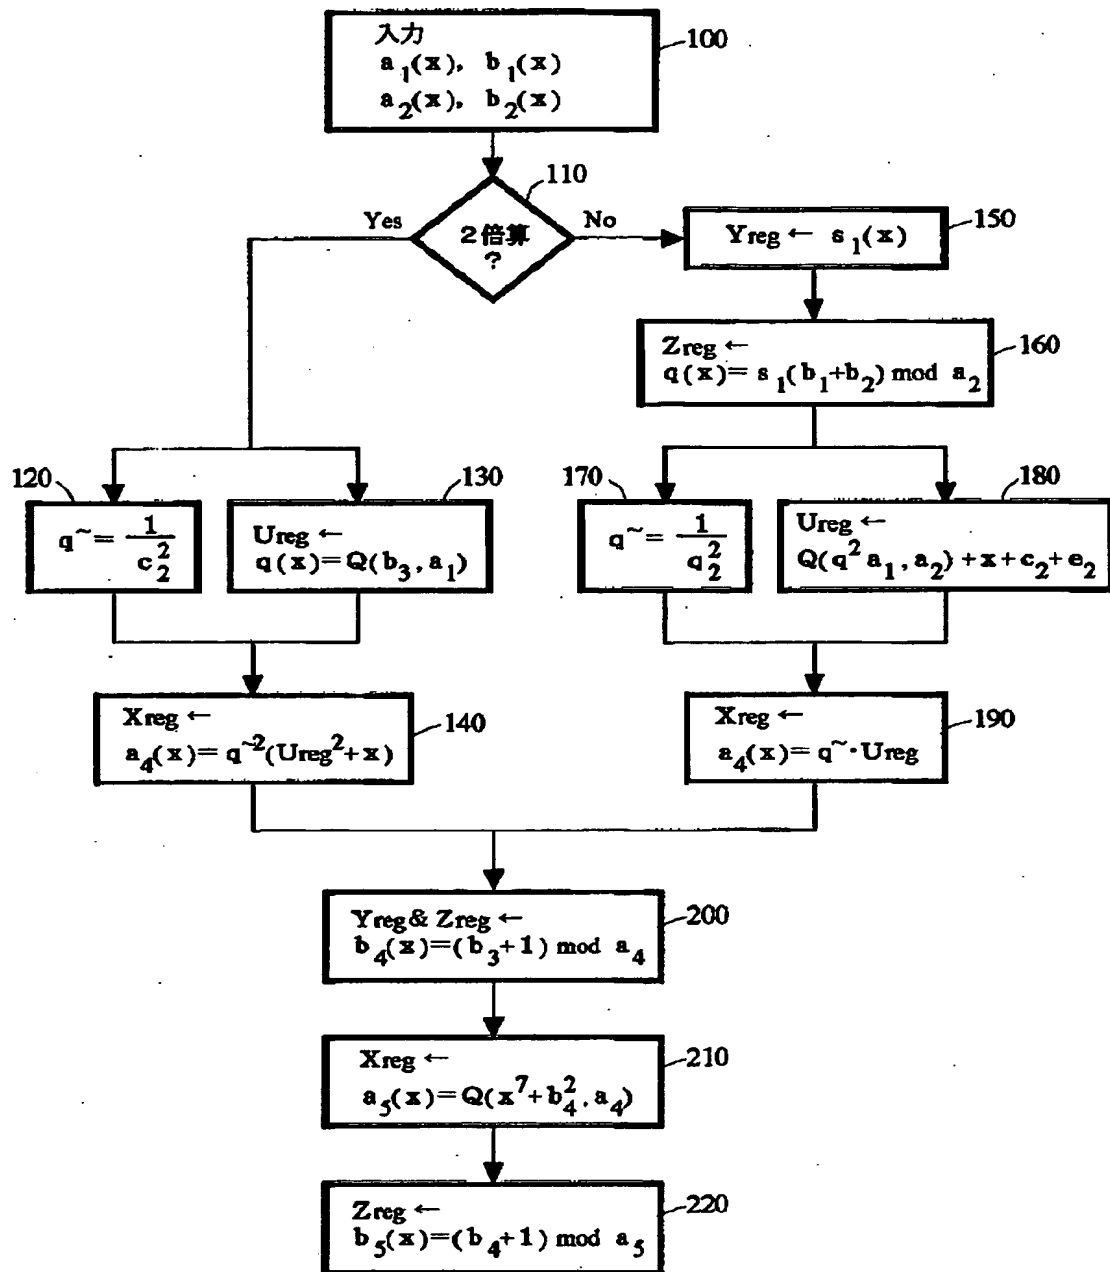 入力
a₁(x), b₁(x)
a₂(x), b₂(x)
100
110
2倍算
?
Yes
No
Yreg ← s₁(x)
150
Zreg ←
q(x)= s₁(b₁+b₂) mod a₂
160
120
q~= 1/c₂²
130
Ureg ←
q(x)=Q(b₃, a₁)
170
q~= 1/q₂²
180
Ureg ←
Q(q² a₁, a₂)+x+c₂+e₂
Xreg ←
a₄(x)= q~²(Ureg²+x)
140
Xreg ←
a₄(x)= q~·Ureg
190
Yreg& Zreg ←
b₄(x)=(b₃+1) mod a₄
200
Xreg ←
a₅(x)=Q(x⁷+b₄², a₄)
210
Zreg ←
b₅(x)=(b₄+1) mod a₅
220